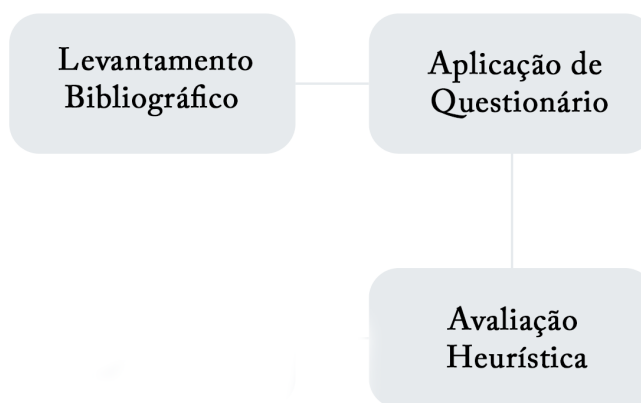 Levantamento
Bibliográfico
Aplicação de
Questionário
Avaliação
Heurística